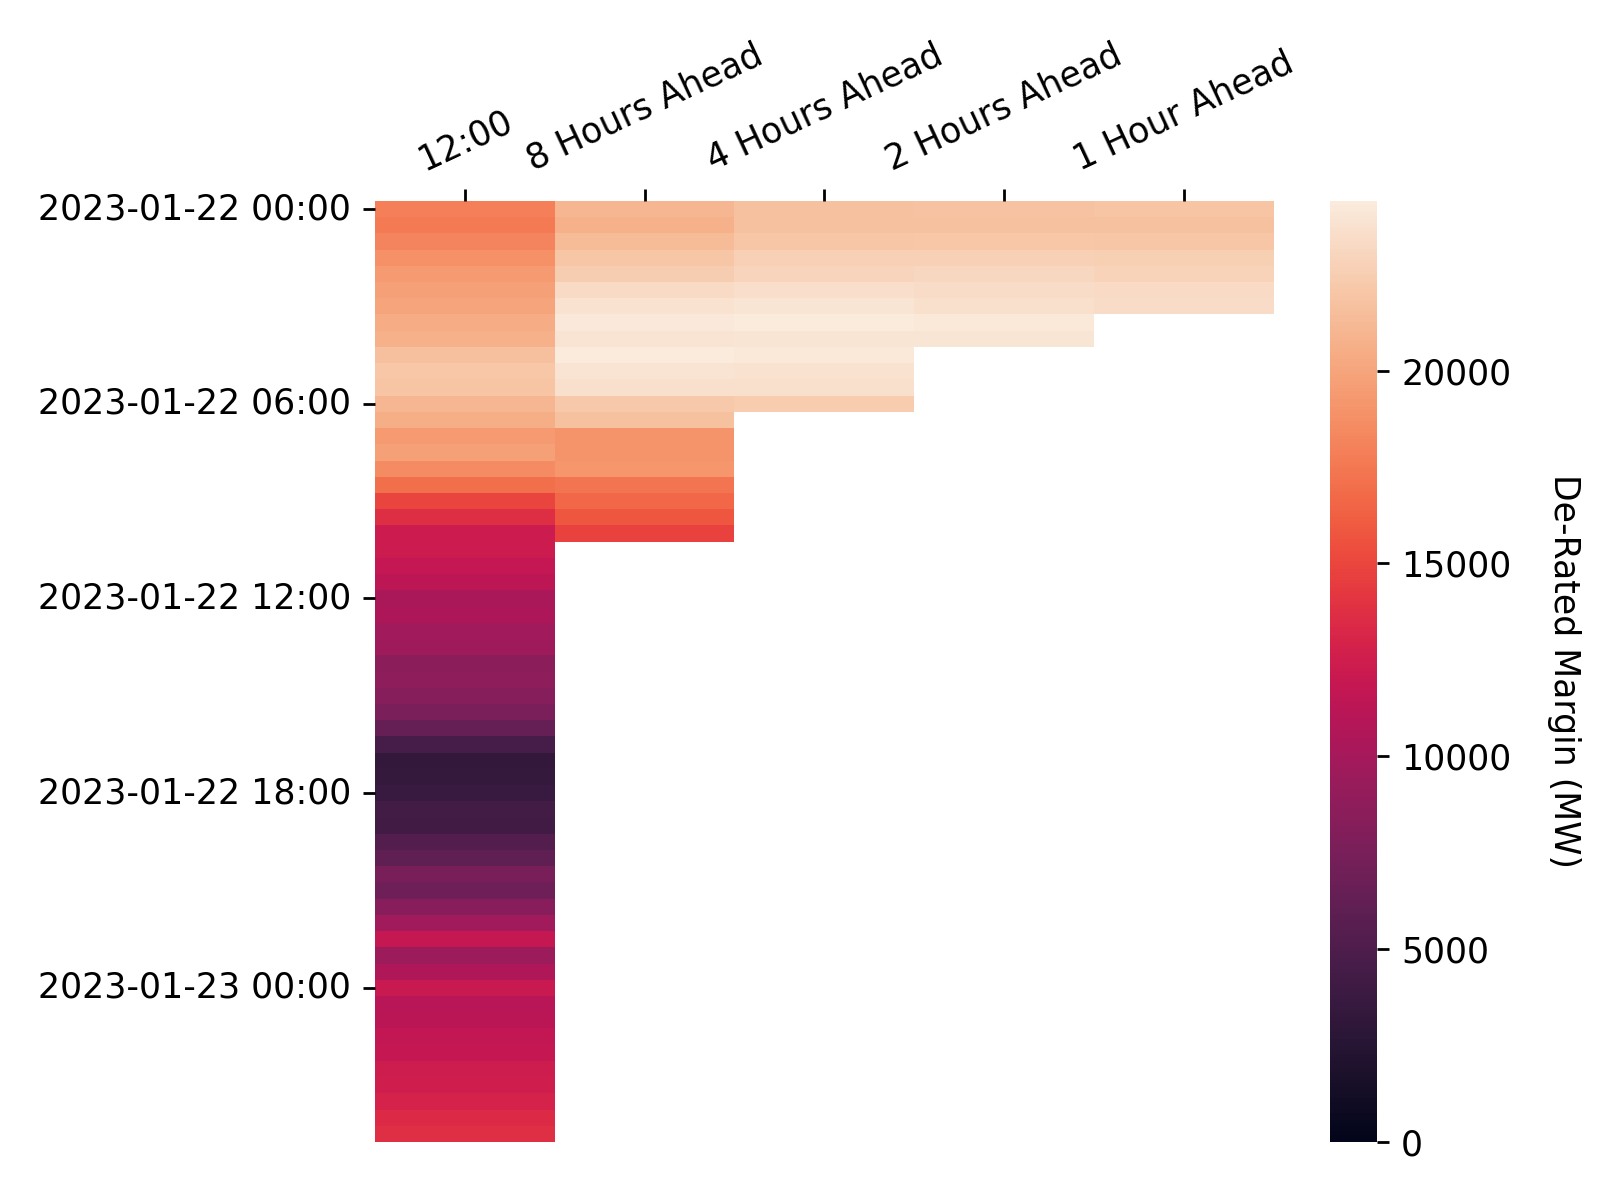 12:00
8 Hours Ahead
4 Hours Ahead
2 Hours Ahead
1 Hour Ahead
2023-01-22 00:00
2023-01-22 06:00
2023-01-22 12:00
2023-01-22 18:00
2023-01-23 00:00
20000
15000
10000
5000
0
De-Rated Margin (MW)